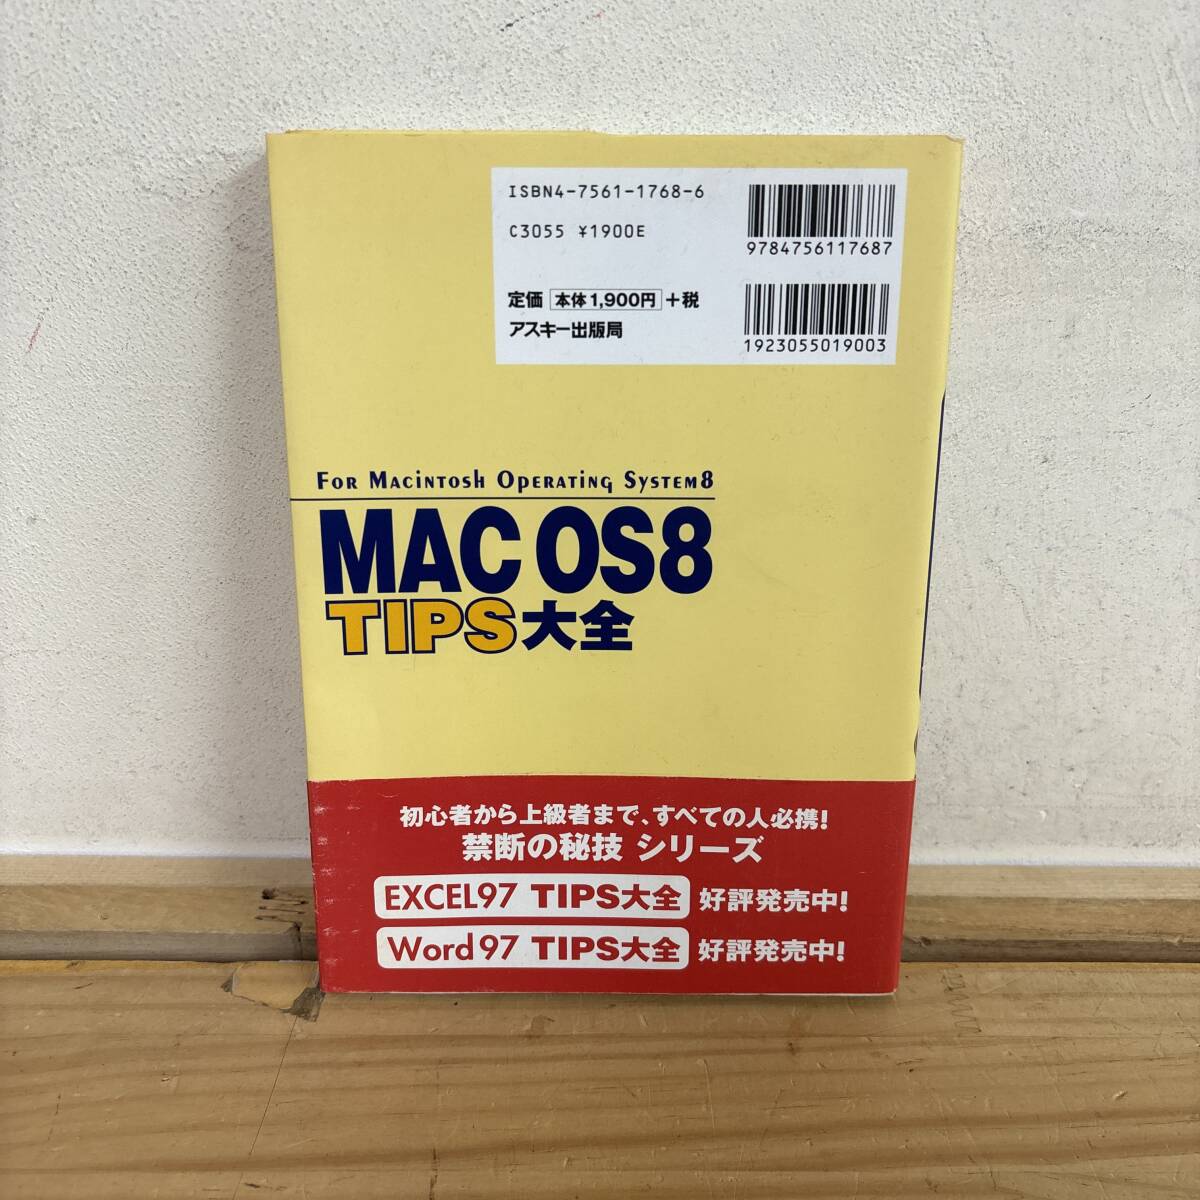 ISBN4-7561-1768-6
C3055 ¥1900E
9784756117687
定価 本体1,900円 +税
アスキー出版局
1923055019003
For Macintosh Operating System8
MAC OS8
TIPS大全
初心者から上級者まで、すべての人必携!
禁断の秘技 シリーズ
EXCEL97 TIPS大全 好評発売中!
Word97 TIPS大全 好評発売中!